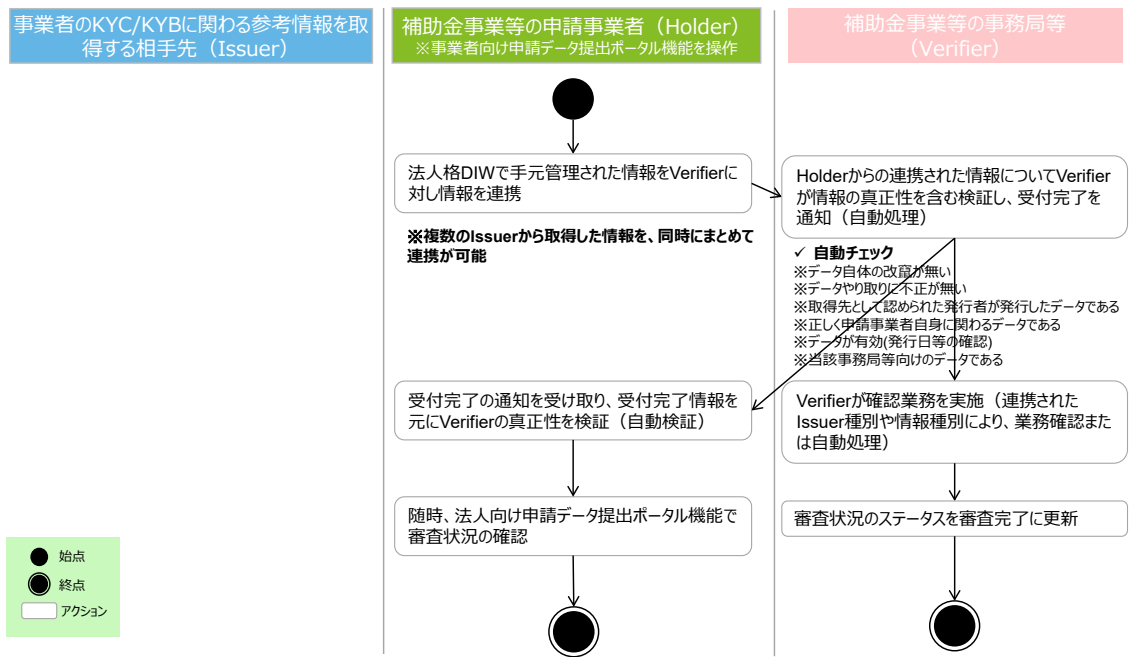 事業者のKYC/KYBに関わる参考情報を取
得する相手先（Issuer）
補助金事業等の申請事業者（Holder）
※事業者向け申請データ提出ポータル機能を操作
補助金事業等の事務局等
（Verifier）
法人格DIWで手元管理された情報をVerifierに
対し情報を連携
※複数のIssuerから取得した情報を、同時にまとめて
連携が可能
Holderからの連携された情報についてVerifier
が情報の真正性を含む検証し、受付完了を
通知（自動処理）
✓ 自動チェック
※データ自体の改竄が無い
※データやり取りに不正が無い
※取得先として認められた発行者が発行したデータである
※正しく申請事業者自身に関わるデータである
※データが有効(発行日等の確認)
※当該事務局等向けのデータである
受付完了の通知を受け取り、受付完了情報を
元にVerifierの真正性を検証（自動検証）
Verifierが確認業務を実施（連携された
Issuer種別や情報種別により、業務確認また
は自動処理）
随時、法人向け申請データ提出ポータル機能で
審査状況の確認
審査状況のステータスを審査完了に更新
始点
終点
アクション